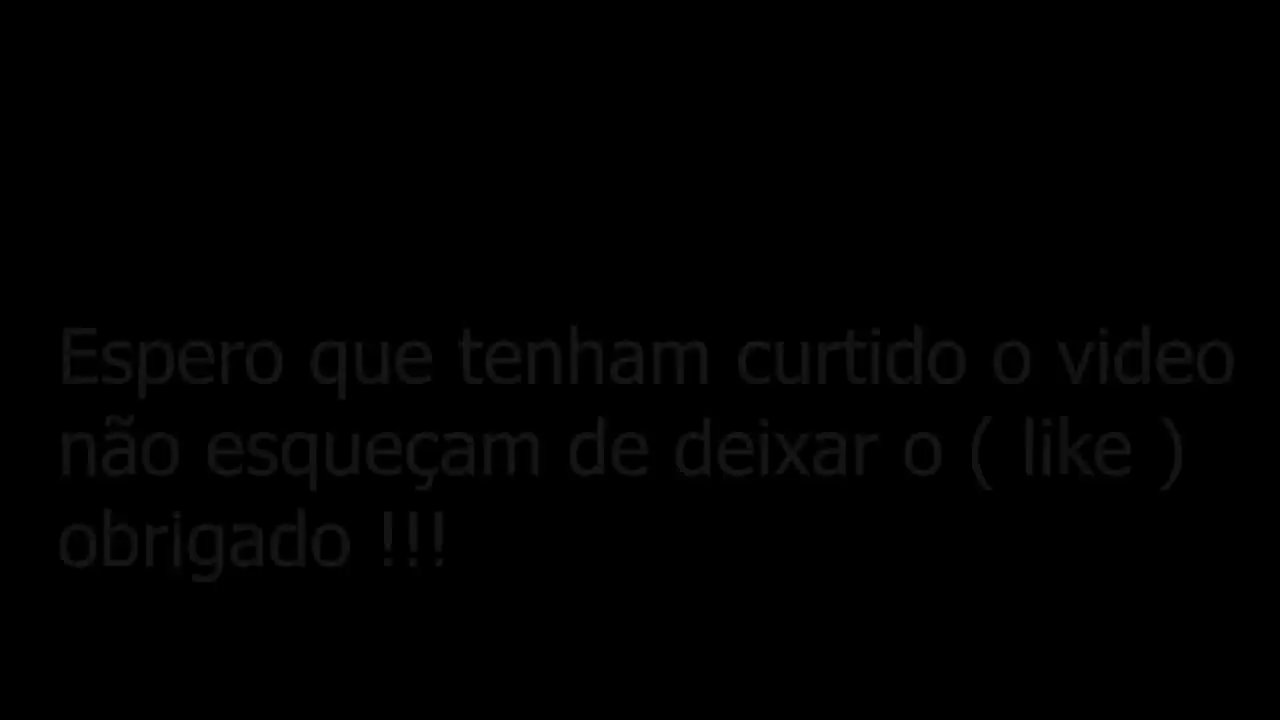 Espero que tenham curtido o video
não esqueçam de deixar o ( like )
obrigado !!!